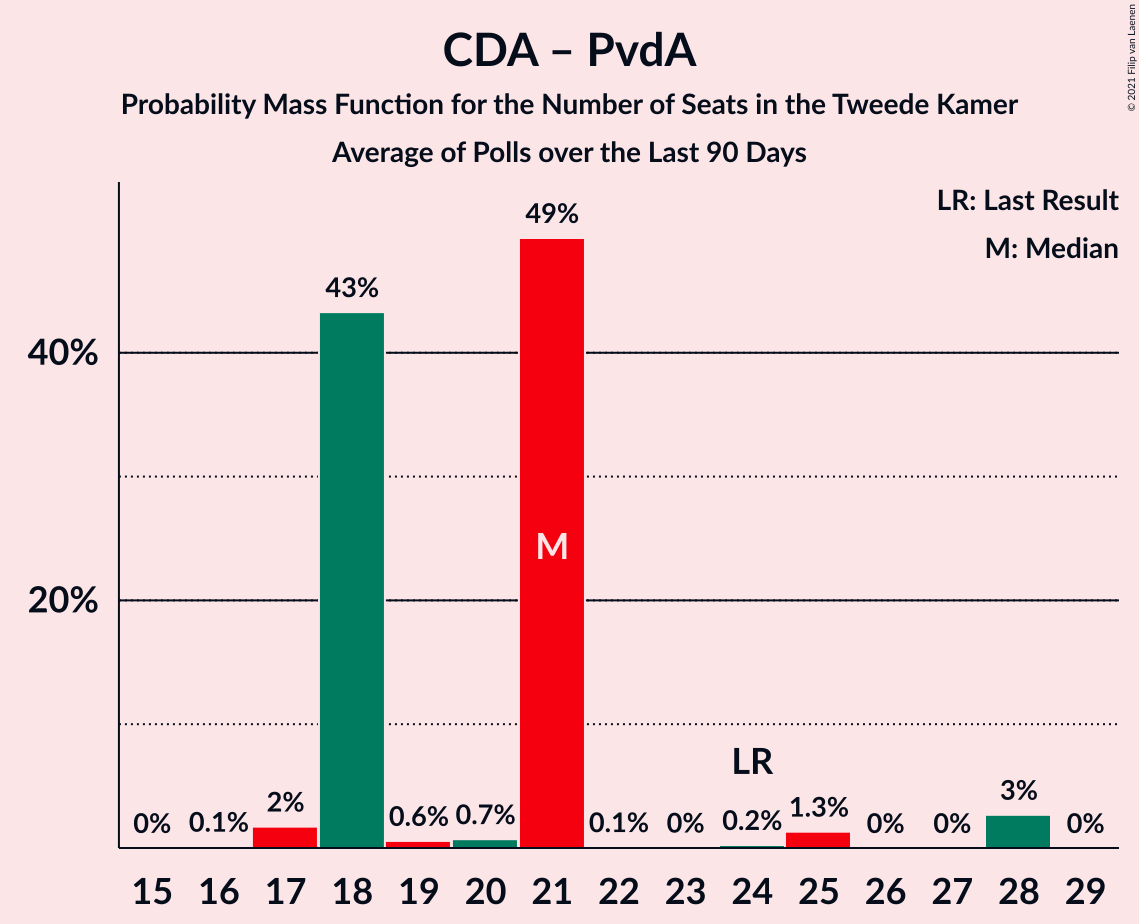 CDA – PvdA
Probability Mass Function for the Number of Seats in the Tweede Kamer
Average of Polls over the Last 90 Days
© 2021 Filip van Laenen
LR: Last Result
M: Median
40%
20%
0%
0.1%
2%
43%
0.6%
0.7%
49%
M
0.1%
0%
LR
0.2%
1.3%
0%
0%
3%
0%
15 16 17 18 19 20 21 22 23 24 25 26 27 28 29